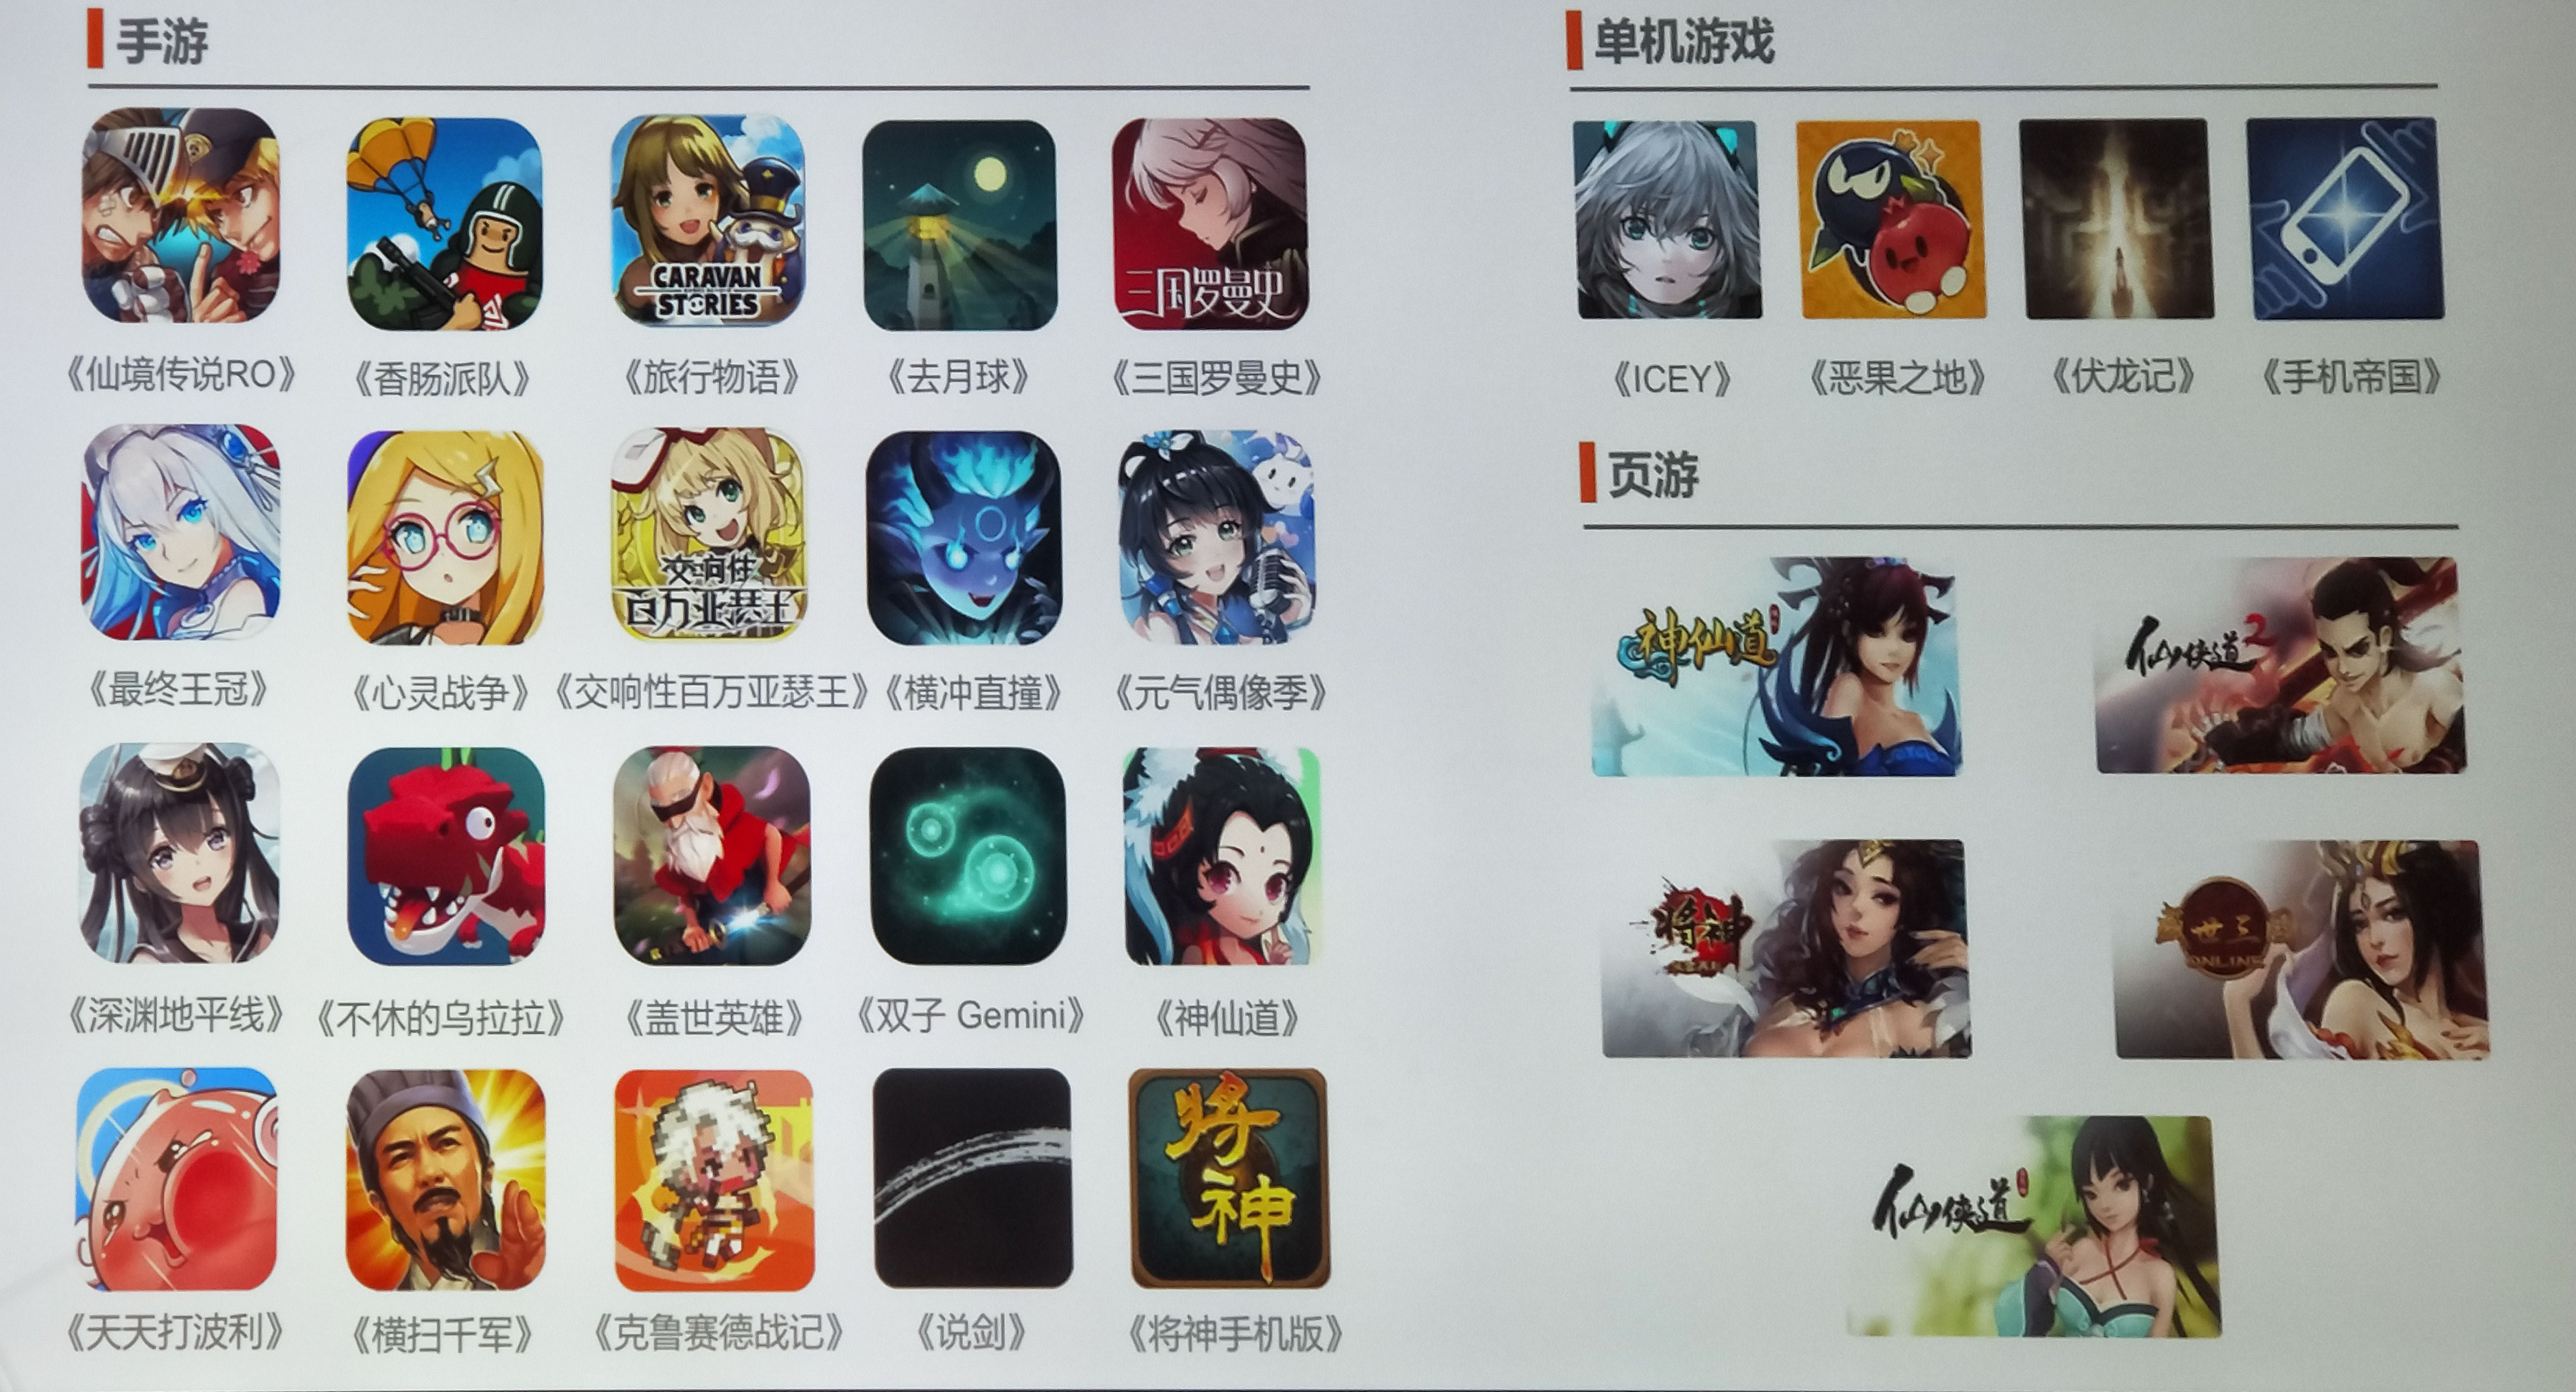 手游
CARAVAN
STORIES
三国罗曼史
《仙境传说RO》
《香肠派队》
《旅行物语》
《去月球》
《三国罗曼史》
交响性
百万亚瑟王
《最终王冠》
《心灵战争》
《交响性百万亚瑟王》
《横冲直撞》
《元气偶像季》
《深渊地平线》
《不休的乌拉拉》
《盖世英雄》
《双子 Gemini》
《神仙道》
将神
《天天打波利》
《横扫千军》
《克鲁赛德战记》
《说剑》
《将神手机版》
单机游戏
《ICEY》
《恶果之地》
《伏龙记》
《手机帝国》
页游
神仙道
仙侠道2
将神
盛世三国
ONLINE
仙侠道